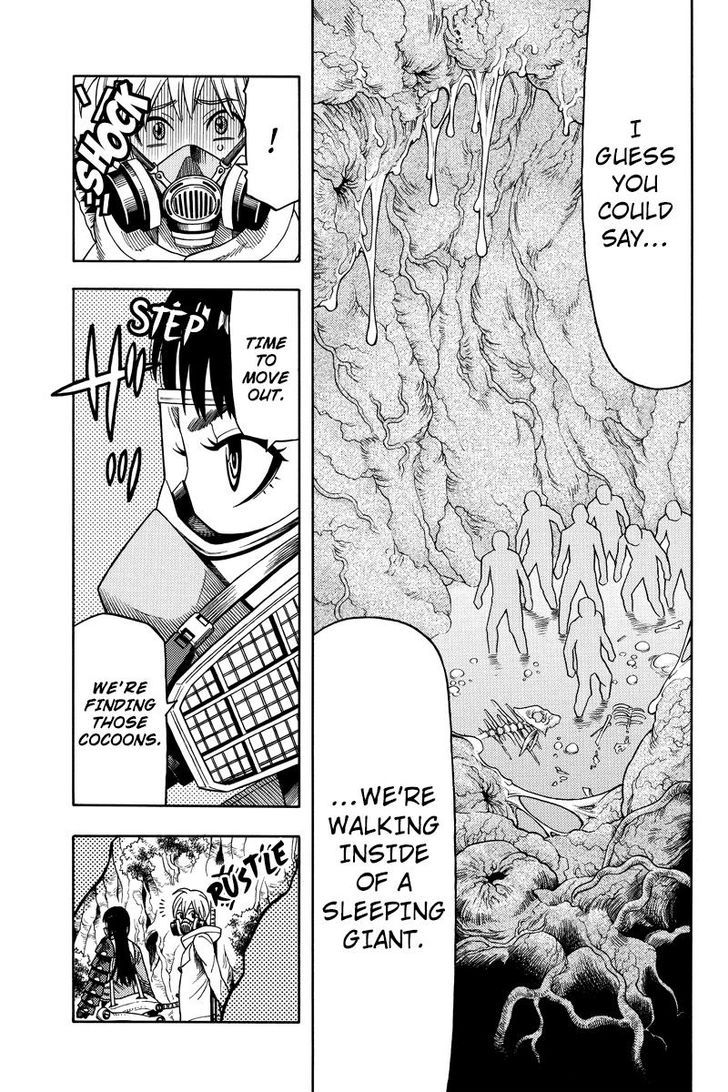 I
GUESS
YOU
COULD
SAY...
...WE'RE
WALKING
INSIDE
OF A
SLEEPING
GIANT.
!
SHOCK
STEP
TIME TO
MOVE
OUT.
WE'RE
FINDING
THOSE
COCOONS.
RUSTLE